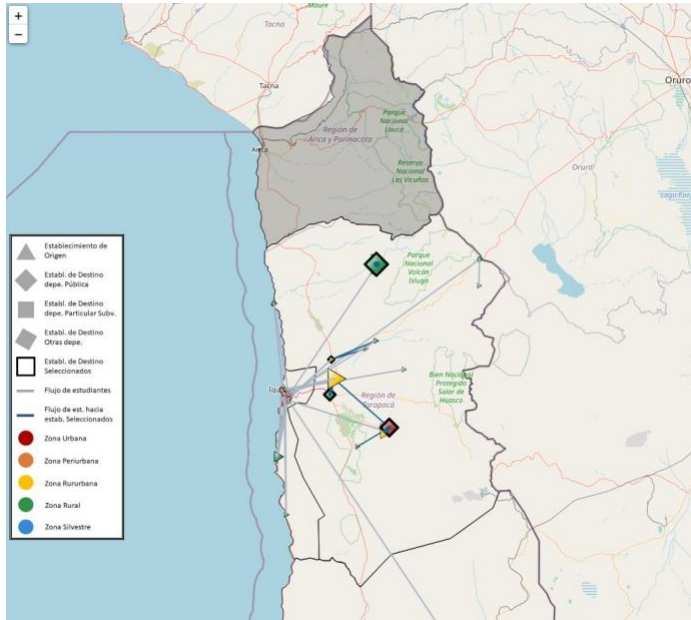 +
−
Moure
Tacna
Tacna
Oruro
Parque
Nacional
Lauca
Región de
Arica y Parinacota
Arica
Reserva
Nacional
Las Vicuñas
Oruro
Lago Poopó
Parque
Nacional
Volcán
Isluga
Bien Nacional
Protegido
Salar de
Huasco
Región de
Tarapacá
Establecimiento de
Origen
Establ. de Destino
depe. Pública
Establ. de Destino
depe. Particular Subv.
Establ. de Destino
Otras depe.
Establ. de Destino
Seleccionados
Flujo de estudiantes
Flujo de est. hacia
estab. Seleccionados
Zona Urbana
Zona Periurbana
Zona Rururbana
Zona Rural
Zona Silvestre